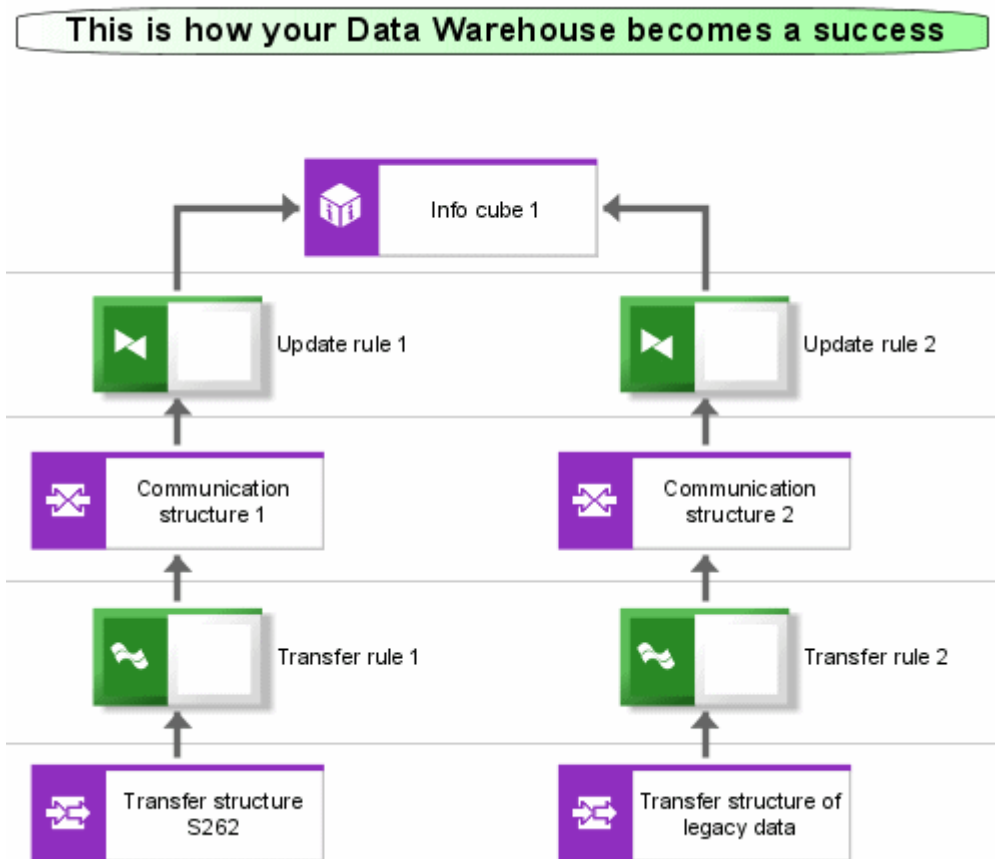 This is how your Data Warehouse becomes a success
Info cube 1
Update rule 1
Update rule 2
Communication
structure 1
Communication
structure 2
Transfer rule 1
Transfer rule 2
Transfer structure
S262
Transfer structure of
legacy data